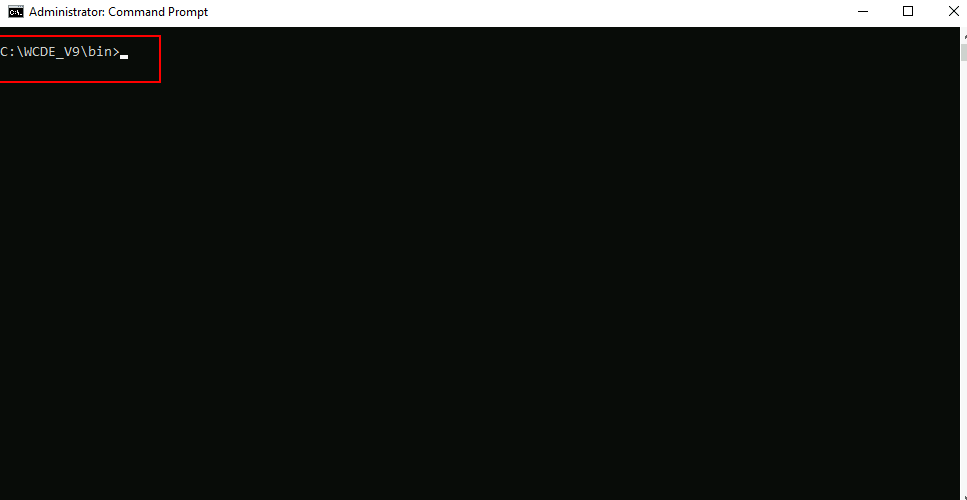 Administrator: Command Prompt
C:\WCDE_V9\bin>